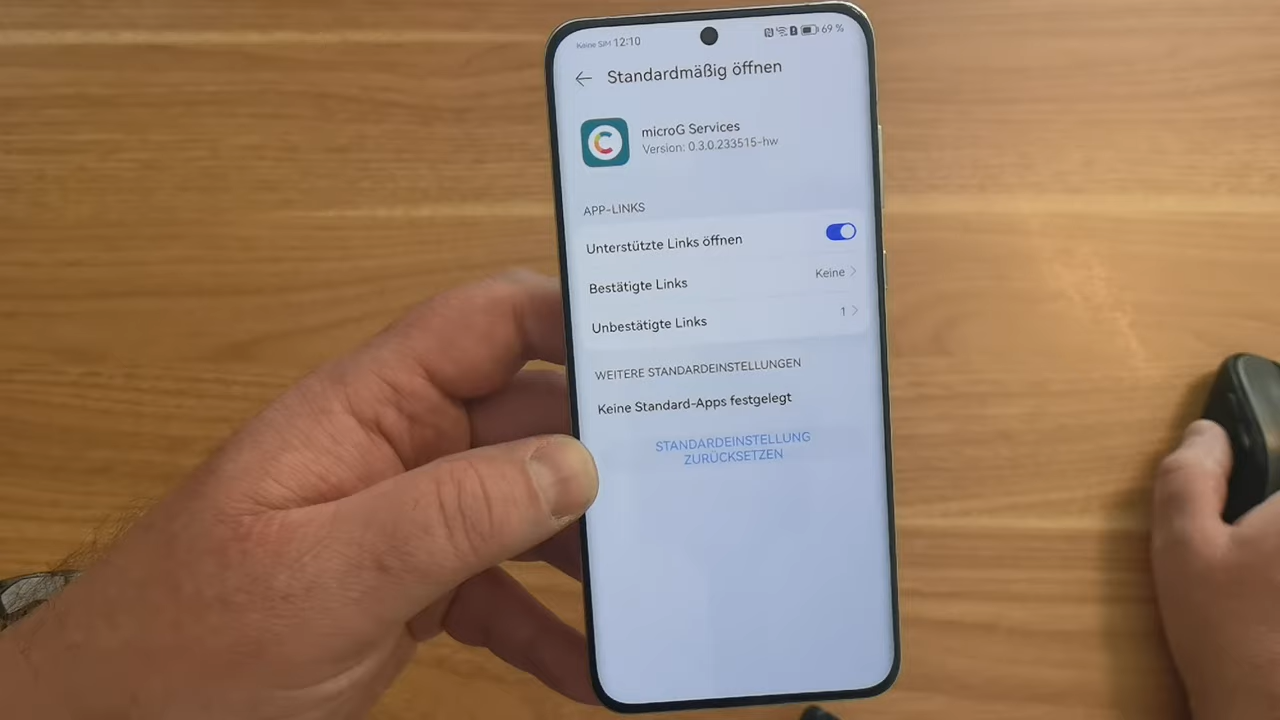 Keine SIM 12:10
69 %
Standardmäßig öffnen
microG Services
Version: 0.3.0.233515-hw
APP-LINKS
Unterstützte Links öffnen
Bestätigte Links Keine
Unbestätigte Links 1
WEITERE STANDARDEINSTELLUNGEN
Keine Standard-Apps festgelegt
STANDARDEINSTELLUNG
ZURÜCKSETZEN